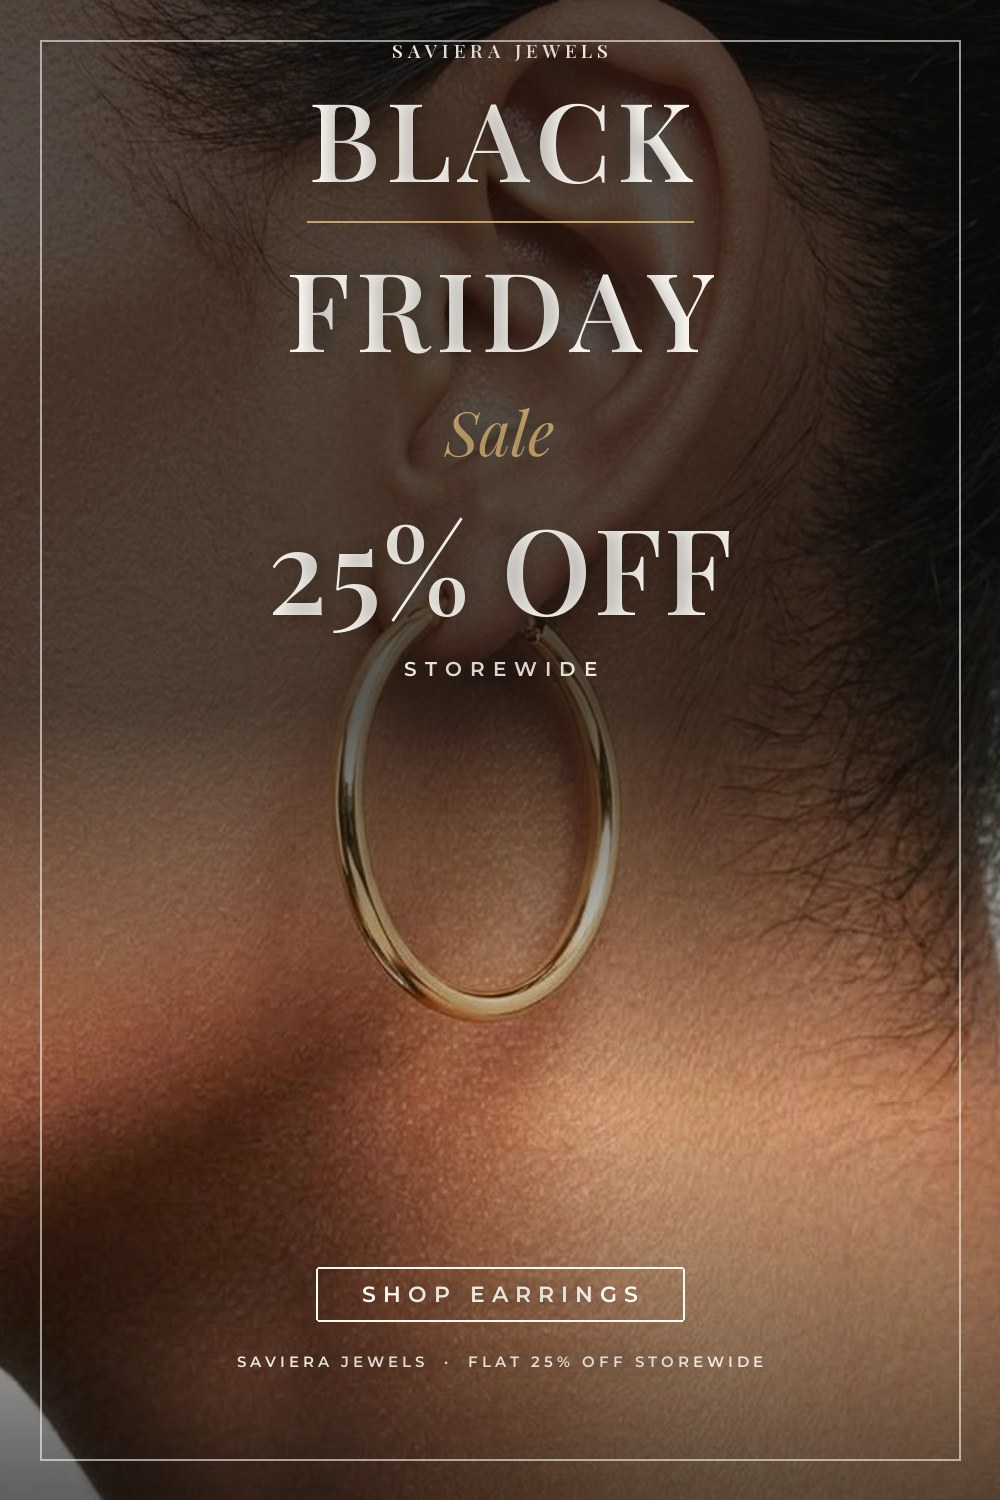 SAVIERA JEWELS
BLACK
FRIDAY
Sale
25% OFF
STOREWIDE
SHOP EARRINGS
SAVIERA JEWELS · FLAT 25% OFF STOREWIDE